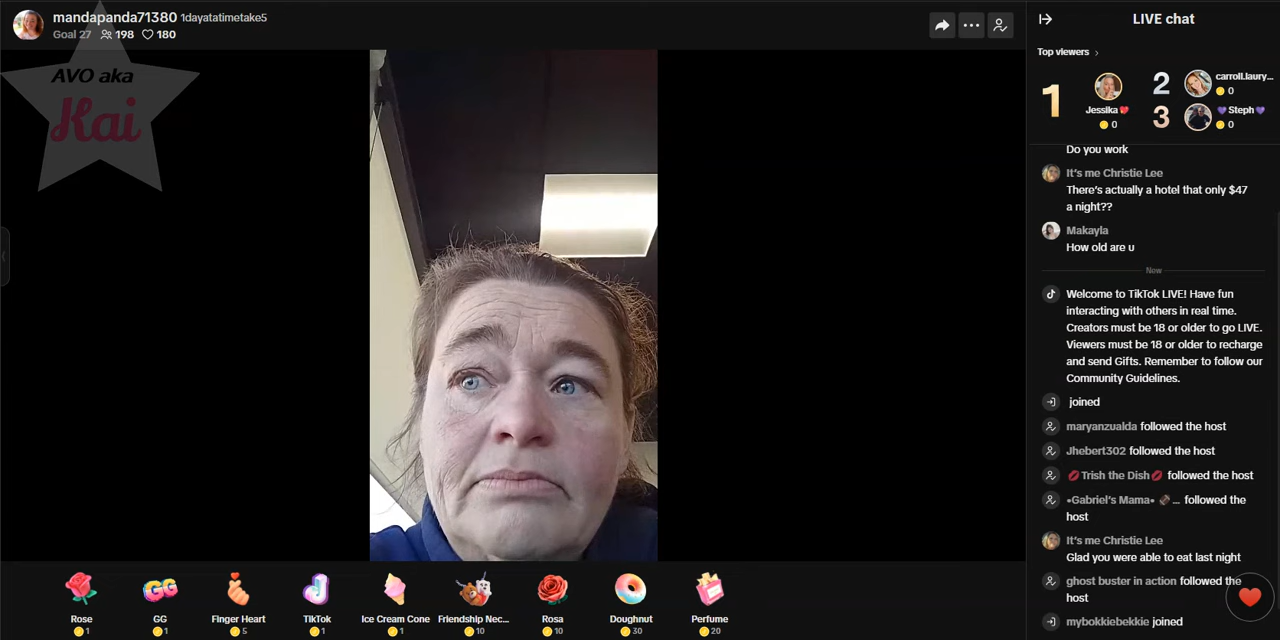 mandapanda71380 1dayatatimetake5
Goal 27 198 180
AVO aka
Kai
LIVE chat
Top viewers
1
Jessika
0
2
carroll.laury...
0
3
Steph
0
Do you work
It's me Christie Lee
There's actually a hotel that only $47
a night??
Makayla
How old are u
Now
Welcome to TikTok LIVE! Have fun
interacting with others in real time.
Creators must be 18 or older to go LIVE.
Viewers must be 18 or older to recharge
and send Gifts. Remember to follow our
Community Guidelines.
joined
maryanzualda followed the host
Jhebert302 followed the host
Trish the Dish followed the host
•Gabriel's Mama• ... followed the
host
It's me Christie Lee
Glad you were able to eat last night
ghost buster in action followed the
host
mybokkiebekkie joined
Rose
1
GG
GG
1
Finger Heart
5
TikTok
1
Ice Cream Cone
1
Friendship Nec...
10
Rosa
10
Doughnut
30
Perfume
20